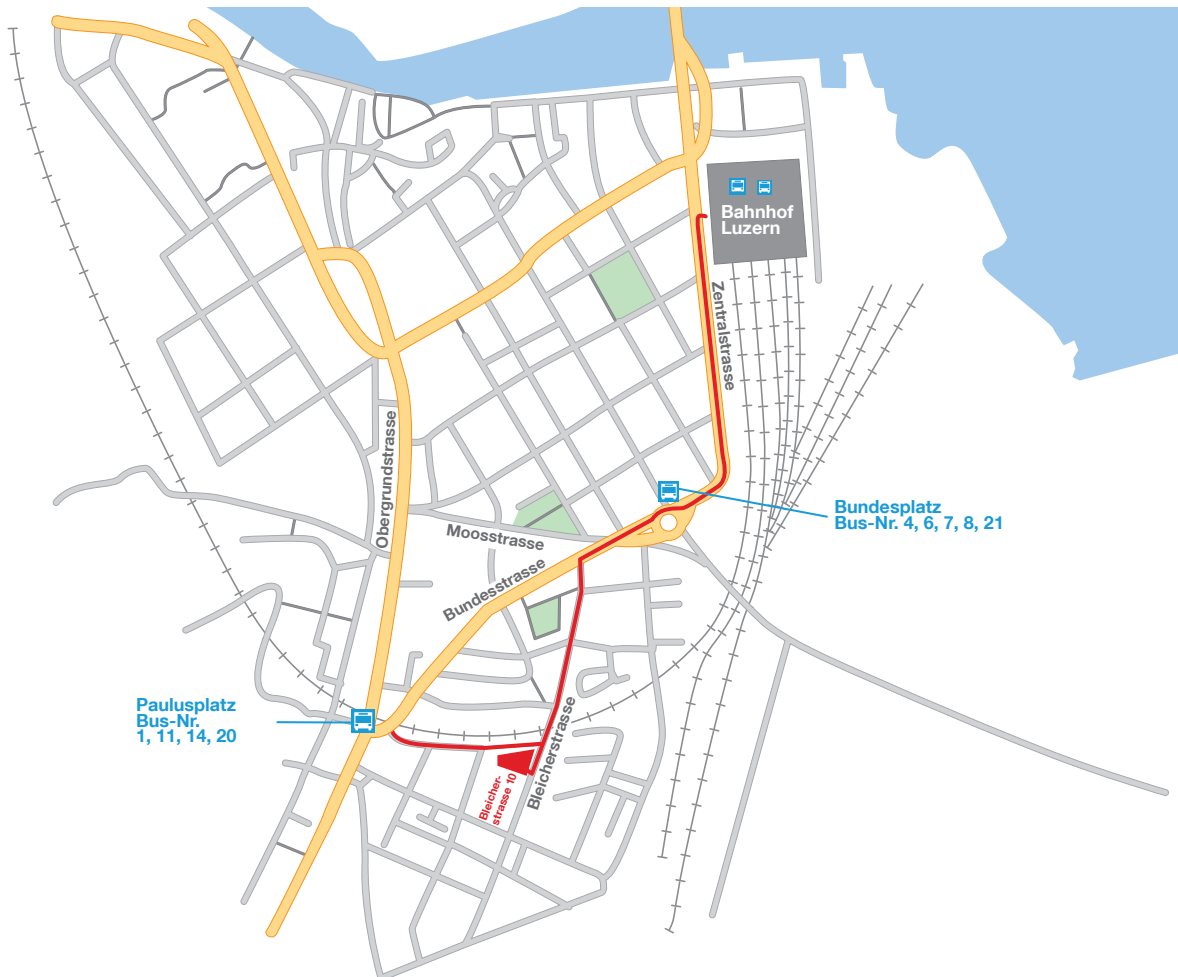 Bahnhof
Luzern
Zentralstrasse
Obergrundstrasse
Moosstrasse
Bundesstrasse
Bundesplatz
Bus-Nr. 4, 6, 7, 8, 21
Paulusplatz
Bus-Nr.
1, 11, 14, 20
Bleicherstrasse
Bleicher-
strasse 10